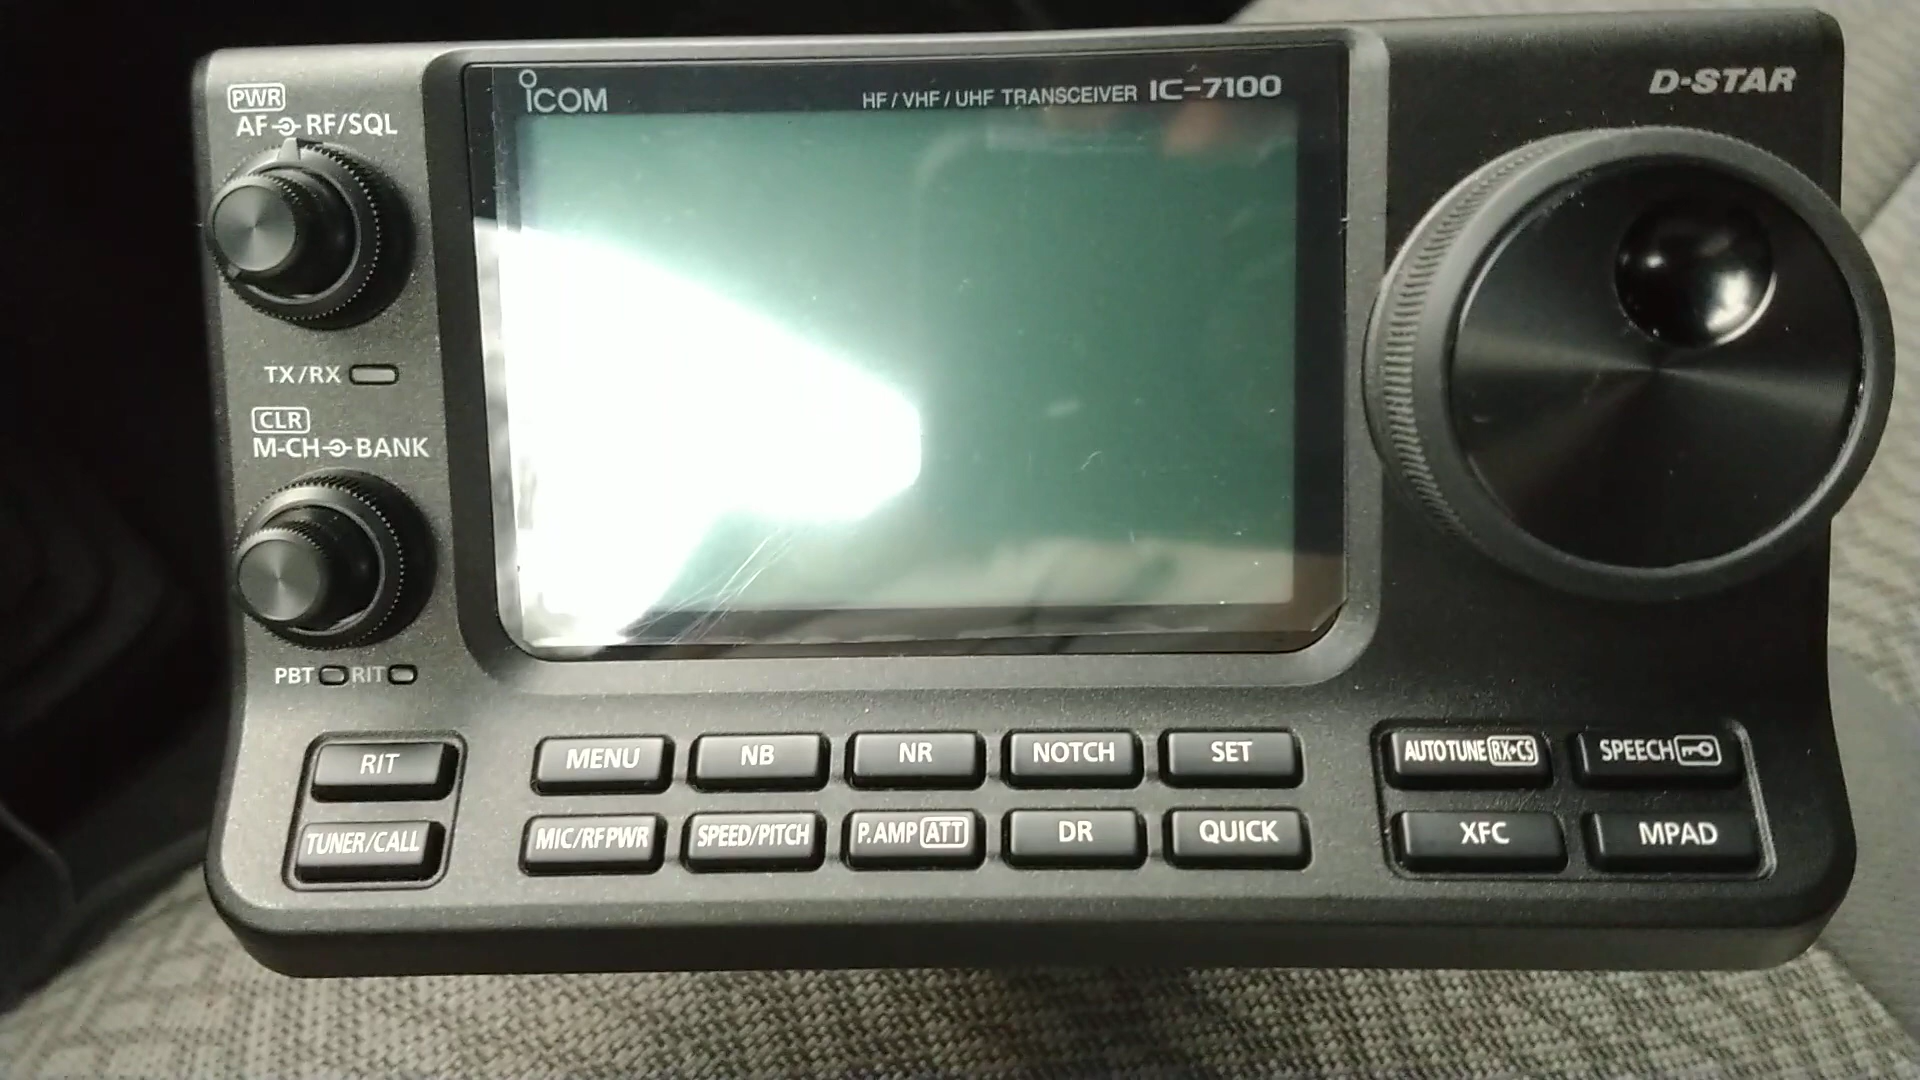 PWR
AF RF/SQL
ICOM
HF/VHF/UHF TRANSCEIVER IC-7100
D-STAR
TX/RX
CLR
M-CH BANK
PBT RIT
RIT
TUNER/CALL
MENU NB NR NOTCH SET
MIC/RF PWR SPEED/PITCH P.AMP ATT DR QUICK
AUTOTUNE RX▸CS SPEECH
XFC MPAD